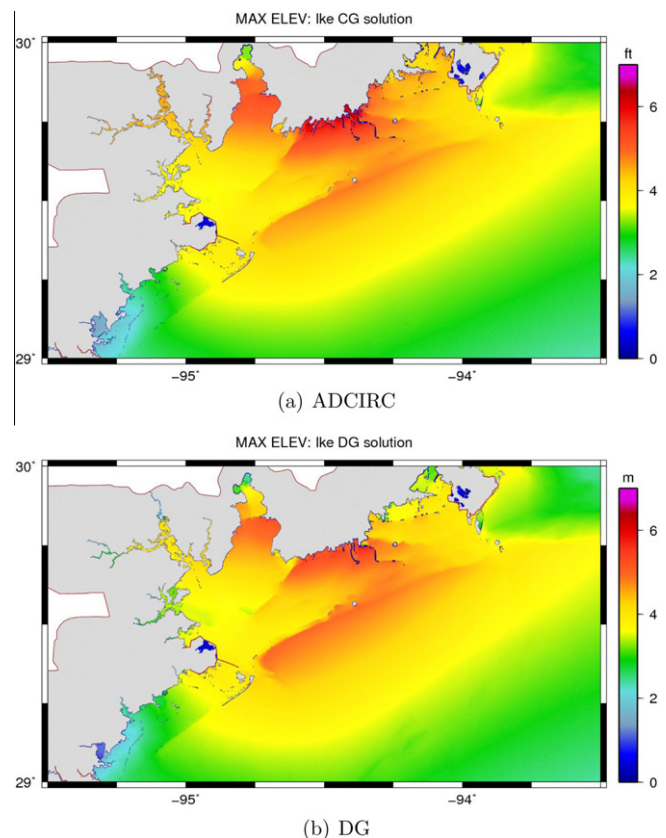 MAX ELEV: Ike CG solution
30˚
ft
6
4
2
0
29˚
−95˚
−94˚
(a) ADCIRC
MAX ELEV: Ike DG solution
30˚
m
6
4
2
0
29˚
−95˚
−94˚
(b) DG